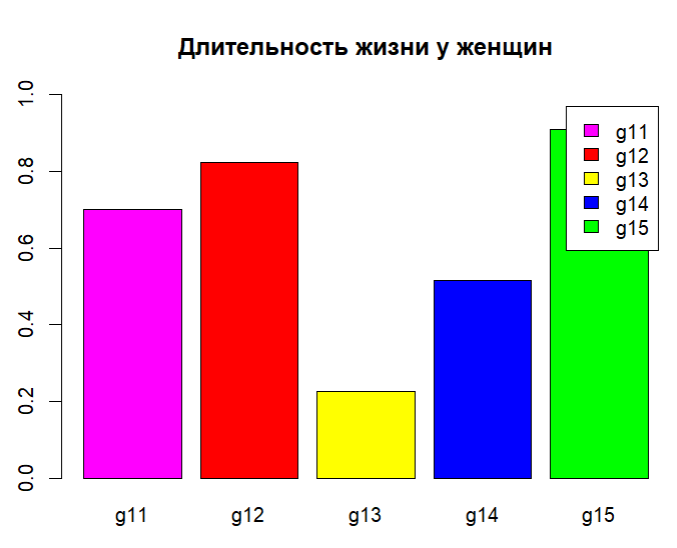 Длительность жизни у женщин
1.0
0.8
0.6
0.4
0.2
0.0
g11
g12
g13
g14
g15
g11 g12 g13 g14 g15